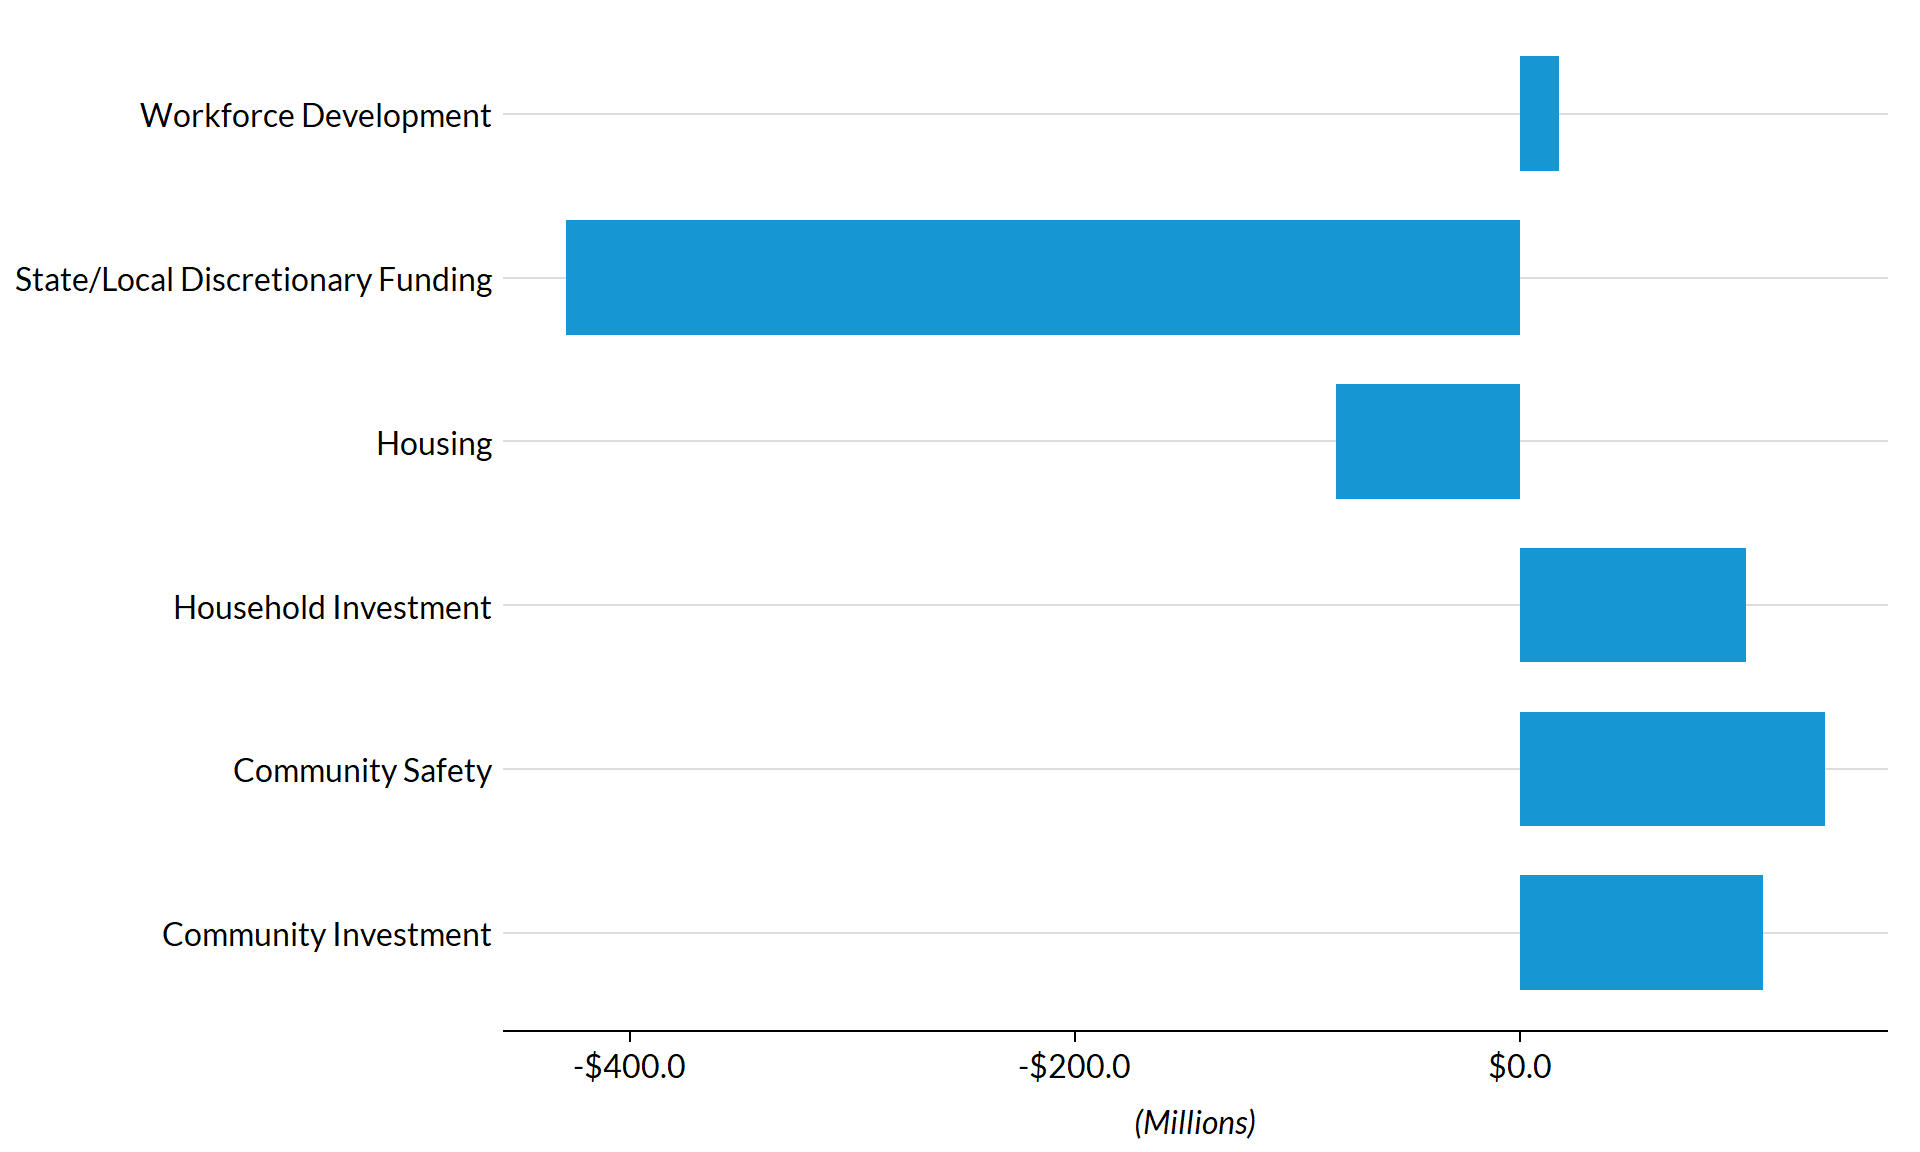 Workforce Development
State/Local Discretionary Funding
Housing
Household Investment
Community Safety
Community Investment
-$400.0 -$200.0 $0.0
(Millions)